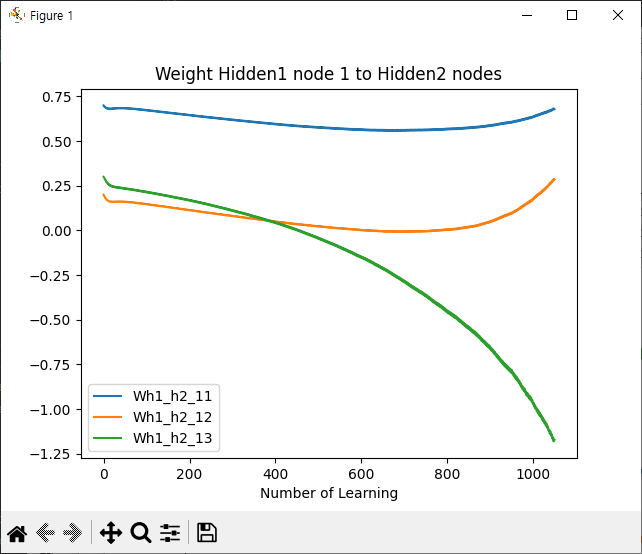 Figure 1
Weight Hidden1 node 1 to Hidden2 nodes
0.75
0.50
0.25
0.00
−0.25
−0.50
−0.75
−1.00
−1.25
Wh1_h2_11
Wh1_h2_12
Wh1_h2_13
0 200 400 600 800 1000
Number of Learning